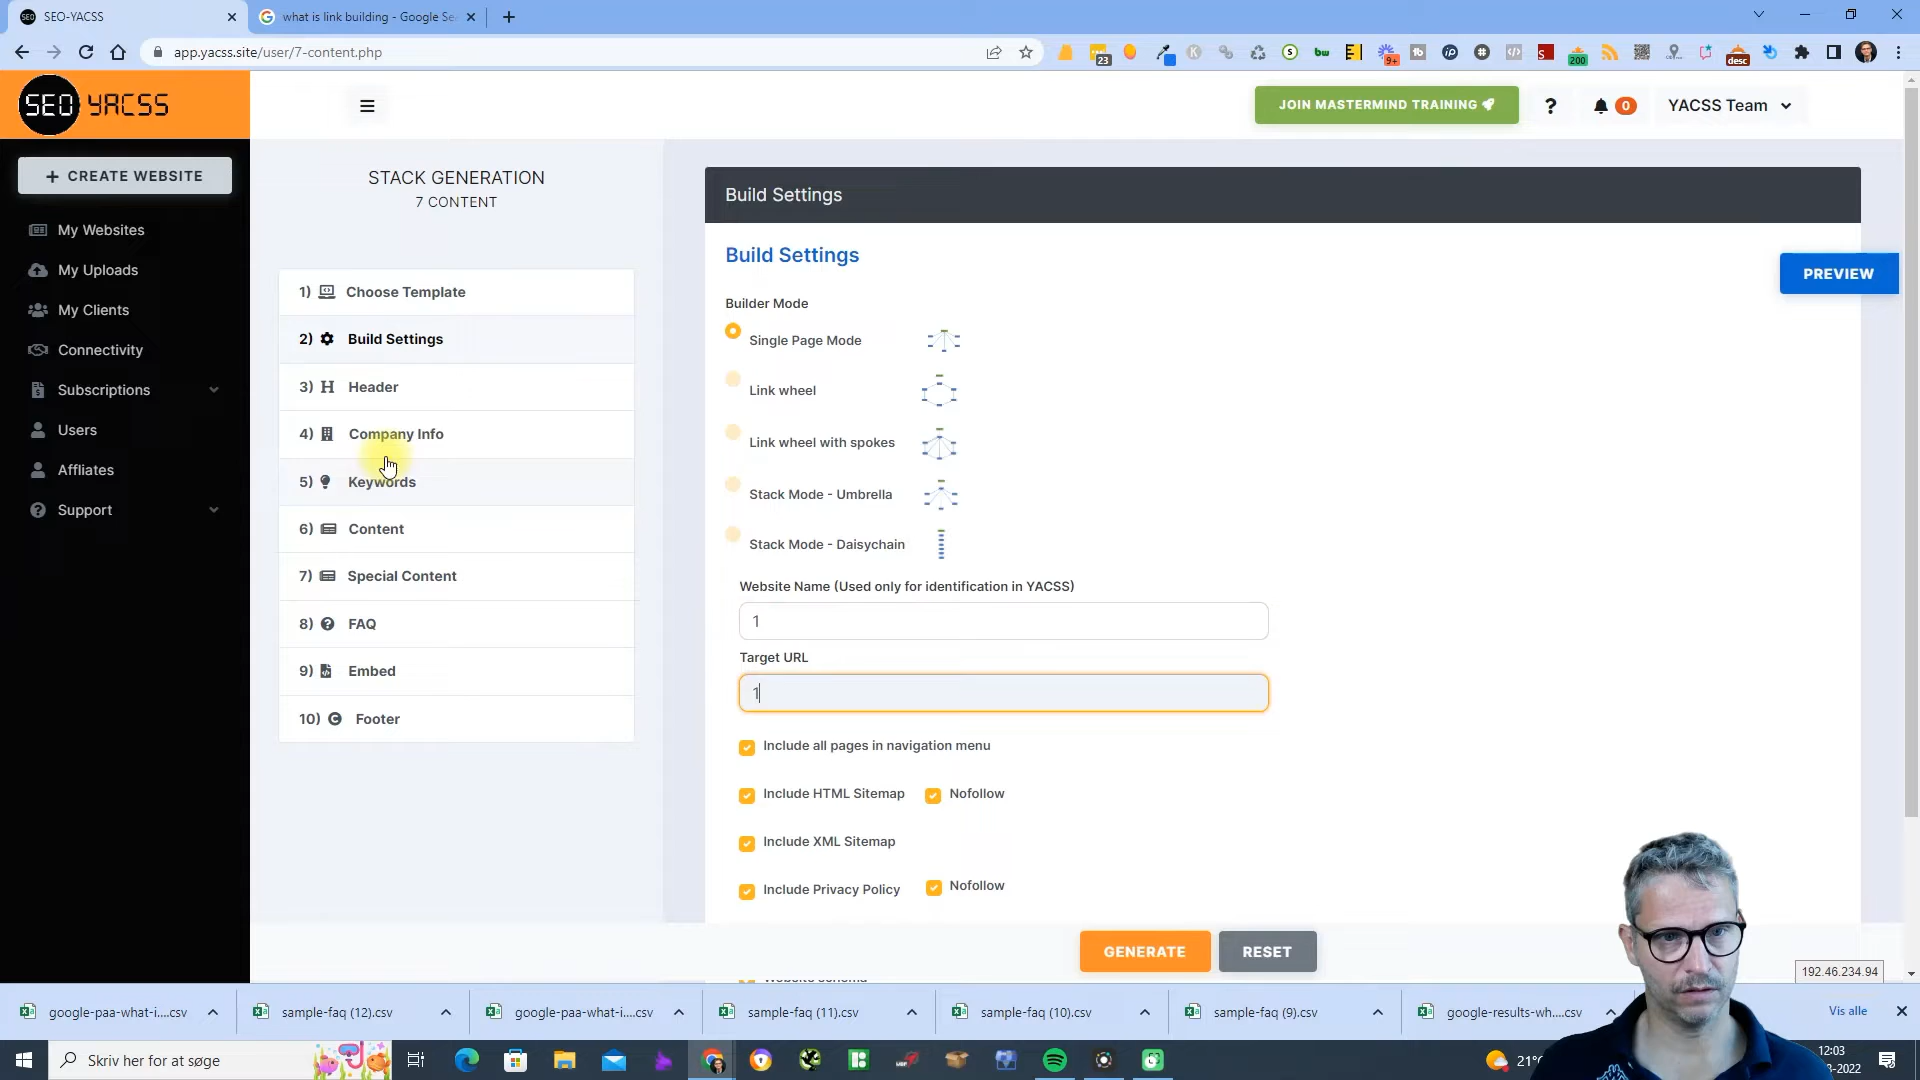 SEO-YACSS
what is link building - Google Se
app.yacss.site/user/7-content.php
23
9+
200
desc
SEO YACSS
JOIN MASTERMIND TRAINING
?
0
YACSS Team
+ CREATE WEBSITE
My Websites
My Uploads
My Clients
Connectivity
Subscriptions
Users
Affliates
Support
STACK GENERATION
7 CONTENT
1) Choose Template
2) Build Settings
3) H Header
4) Company Info
5) Keywords
6) Content
7) Special Content
8) FAQ
9) Embed
10) Footer
Build Settings
Build Settings
PREVIEW
Builder Mode
Single Page Mode
Link wheel
Link wheel with spokes
Stack Mode - Umbrella
Stack Mode - Daisychain
Website Name (Used only for identification in YACSS)
1
Target URL
1
Include all pages in navigation menu
Include HTML Sitemap
Nofollow
Include XML Sitemap
Include Privacy Policy
Nofollow
GENERATE
RESET
192.46.234.94
google-paa-what-i....csv
sample-faq (12).csv
google-paa-what-i....csv
sample-faq (11).csv
sample-faq (10).csv
sample-faq (9).csv
google-results-wh....csv
Vis alle
Skriv her for at søge
21°
12:03
-2022